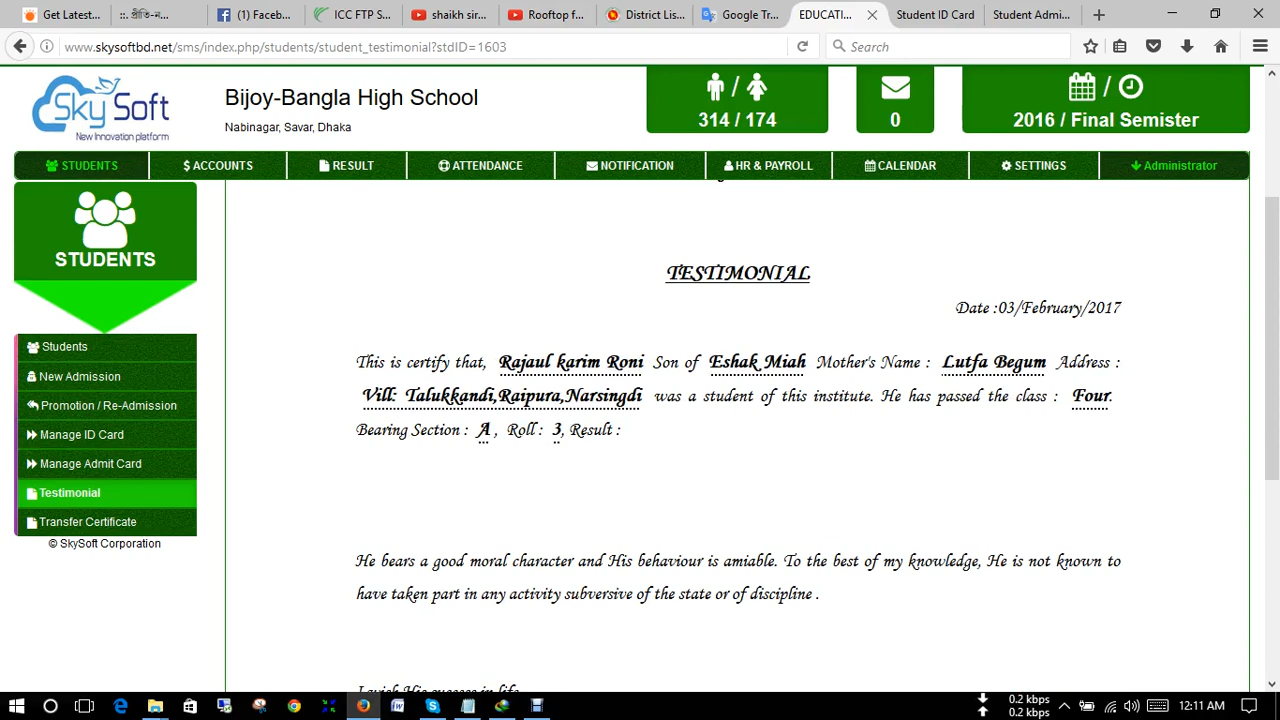 Get Latest...
::. প্রীতি-ন...
(1) Faceb...
ICC FTP S...
shaikh sir...
Rooftop f...
District Lis...
Google Tr...
EDUCATI...
Student ID Card
Student Admi...
www.skysoftbd.net/sms/index.php/students/student_testimonial?stdID=1603
Search
Sky Soft
New Innovation platform
Bijoy-Bangla High School
Nabinagar, Savar, Dhaka
/
314 / 174
0
/
2016 / Final Semister
STUDENTS
$ ACCOUNTS
RESULT
ATTENDANCE
NOTIFICATION
HR & PAYROLL
CALENDAR
SETTINGS
Administrator
STUDENTS
Students
New Admission
Promotion / Re-Admission
Manage ID Card
Manage Admit Card
Testimonial
Transfer Certificate
© SkySoft Corporation
TESTIMONIAL
Date :03/February/2017
This is certify that, Rajaul karim Roni Son of Eshak Miah Mother's Name : Lutfa Begum Address :
Vill: Talukkandi,Raipura,Narsingdi was a student of this institute. He has passed the class : Four.
Bearing Section : A , Roll : 3, Result :
He bears a good moral character and His behaviour is amiable. To the best of my knowledge, He is not known to
have taken part in any activity subversive of the state or of discipline .
I wish His success in life
0.2 kbps
0.2 kbps
12:11 AM